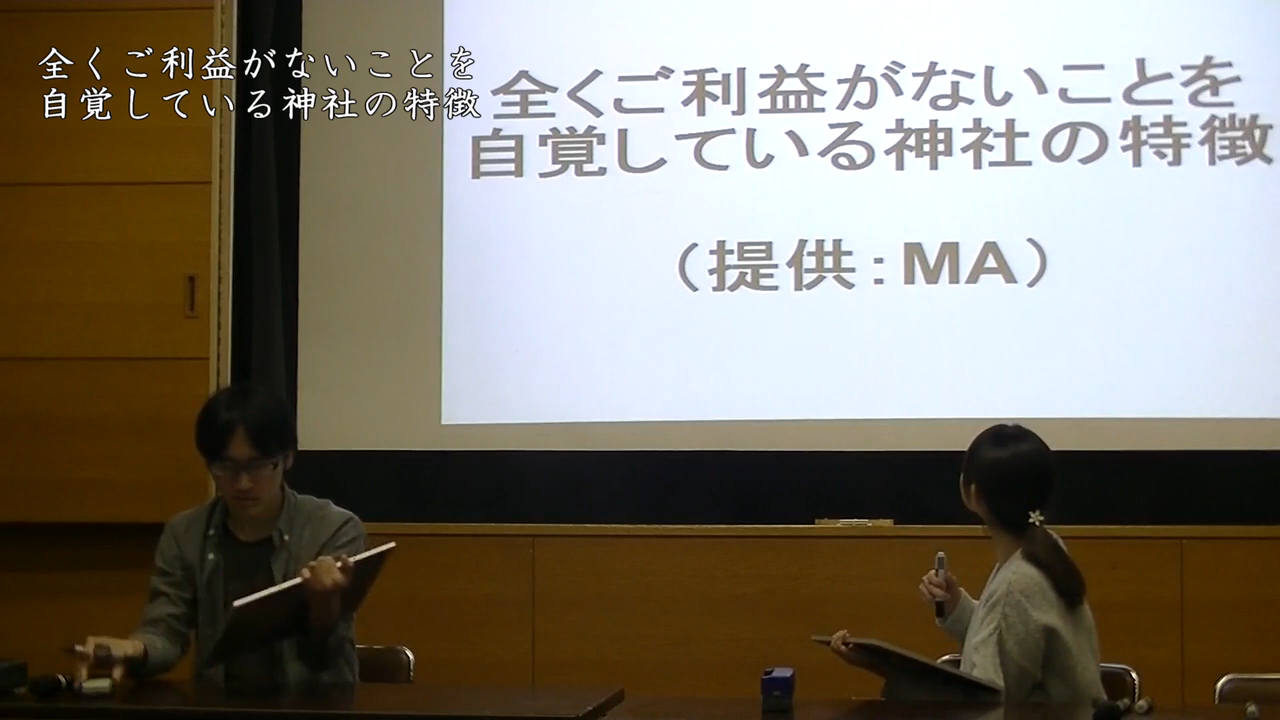 全くご利益がないことを
自覚している神社の特徴
全くご利益がないことを
自覚している神社の特徴
（提供：MA）